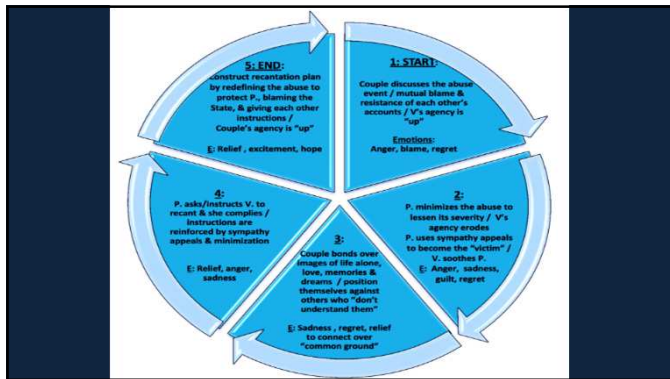 1: START:
Couple discusses the abuse
event / mutual blame &
resistance of each other's
accounts / V's agency is
"up"
Emotions:
Anger, blame, regret
2:
P. minimizes the abuse to
lessen its severity / V's
agency erodes
P. uses sympathy appeals
to become the "victim" /
V. soothes P.
E: Anger, sadness,
guilt, regret
3:
Couple bonds over
images of life alone,
love, memories &
dreams / position
themselves against
others who "don't
understand them"
E: Sadness , regret, relief
to connect over
"common ground"
4:
P. asks/instructs V. to
recant & she complies /
instructions are
reinforced by sympathy
appeals & minimization
E: Relief, anger,
sadness
5: END:
Construct recantation plan
by redefining the abuse to
protect P., blaming the
State, & giving each other
instructions /
Couple's agency is "up"
E: Relief , excitement, hope